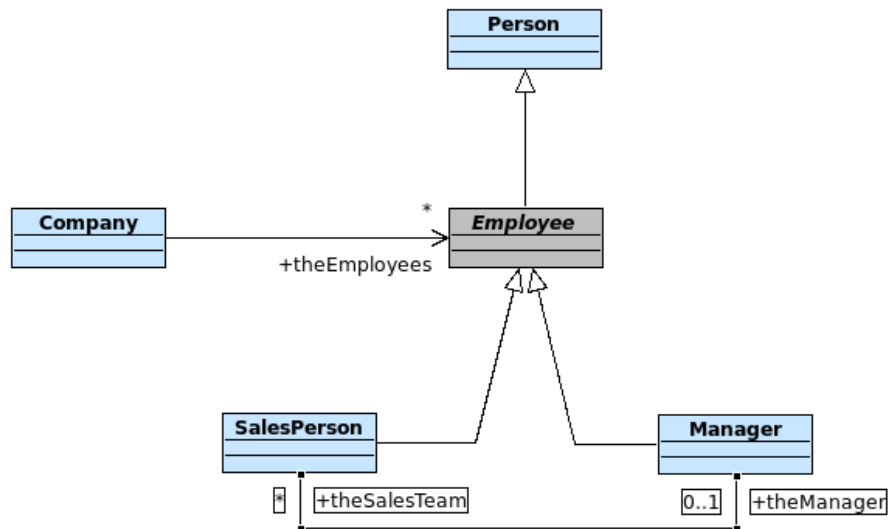 Person
Company
*
Employee
+theEmployees
SalesPerson
Manager
*
+theSalesTeam
0..1
+theManager